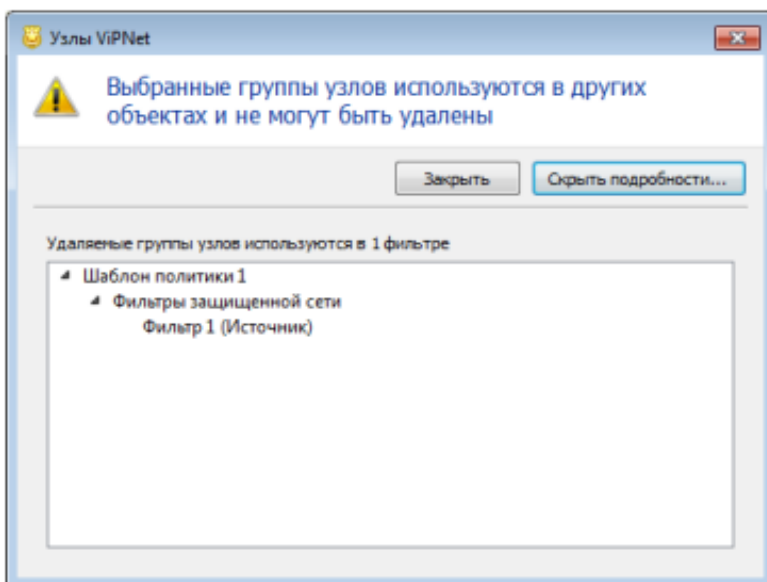 Узлы ViPNet
Выбранные группы узлов используются в других
объектах и не могут быть удалены
Закрыть
Скрыть подробности...
Удаляемые группы узлов используются в 1 фильтре
Шаблон политики 1
Фильтры защищенной сети
Фильтр 1 (Источник)